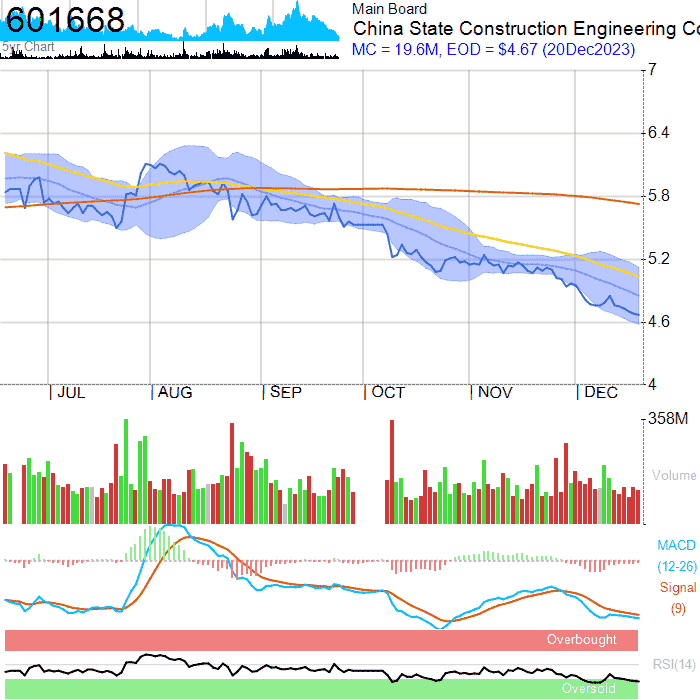 601668
5yr Chart
Main Board
China State Construction Engineering Co
MC = 19.6M, EOD = $4.67 (20Dec2023)
7
6.4
5.8
5.2
4.6
4
JUL
AUG
SEP
OCT
NOV
DEC
358M
Volume
MACD
(12-26)
Signal
(9)
Overbought
RSI(14)
Oversold